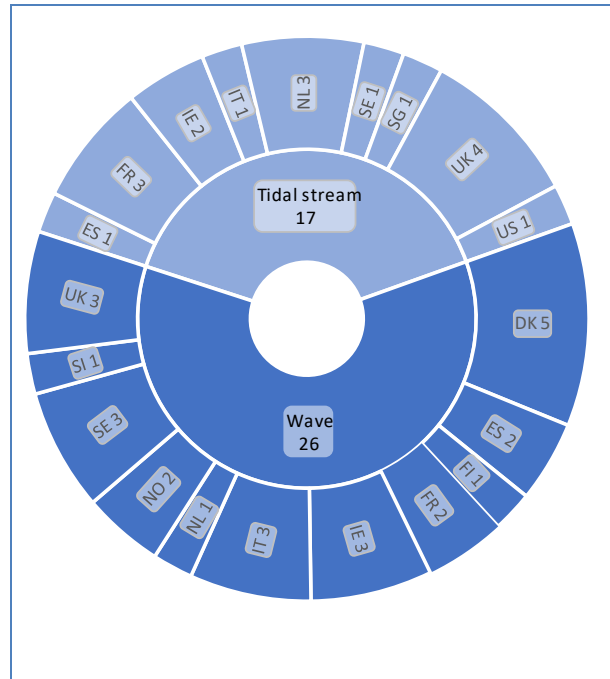 Tidal stream
17
ES 1
FR 3
IE 2
IT 1
NL 3
SE 1
SG 1
UK 4
US 1
Wave
26
DK 5
ES 2
FI 1
FR 2
IE 3
IT 3
NL 1
NO 2
SE 3
SI 1
UK 3